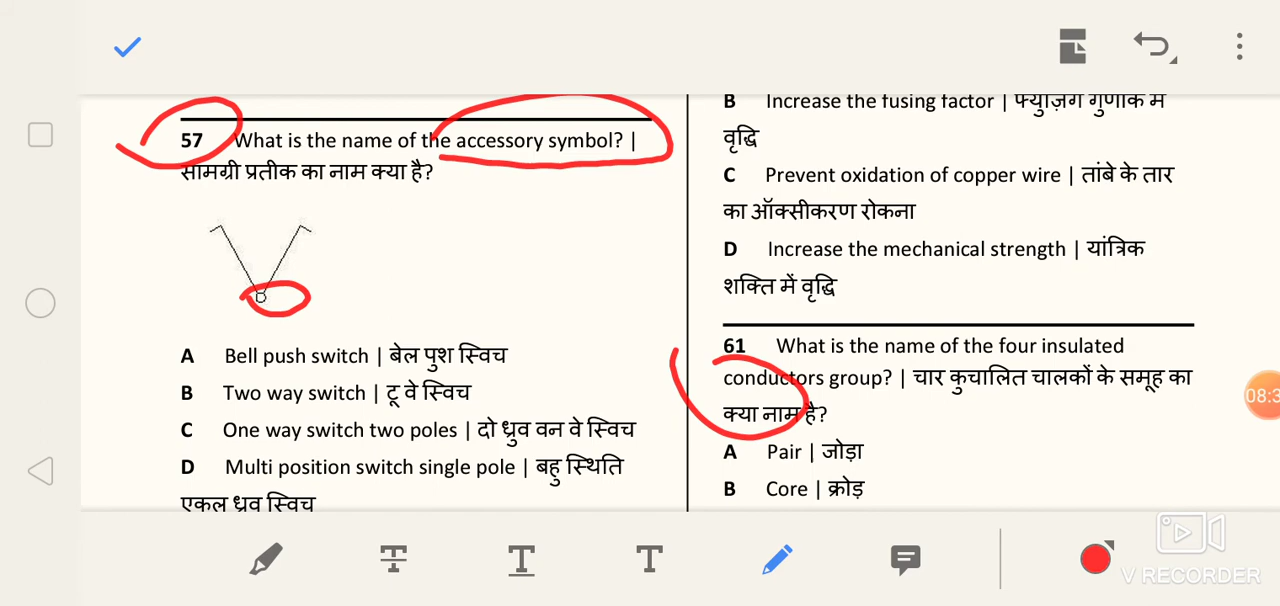 57 What is the name of the accessory symbol? |
सामग्री प्रतीक का नाम क्या है?
A Bell push switch | बेल पुश स्विच
B Two way switch | टू वे स्विच
C One way switch two poles | दो ध्रुव वन वे स्विच
D Multi position switch single pole | बहु स्थिति
एकल ध्रुव स्विच
B Increase the fusing factor | फ्युज़िंग गुणांक में
वृद्धि
C Prevent oxidation of copper wire | तांबे के तार
का ऑक्सीकरण रोकना
D Increase the mechanical strength | यांत्रिक
शक्ति में वृद्धि
61 What is the name of the four insulated
conductors group? | चार कुचालित चालकों के समूह का
क्या नाम है?
A Pair | जोड़ा
B Core | क्रोड़
08:3
V RECORDER